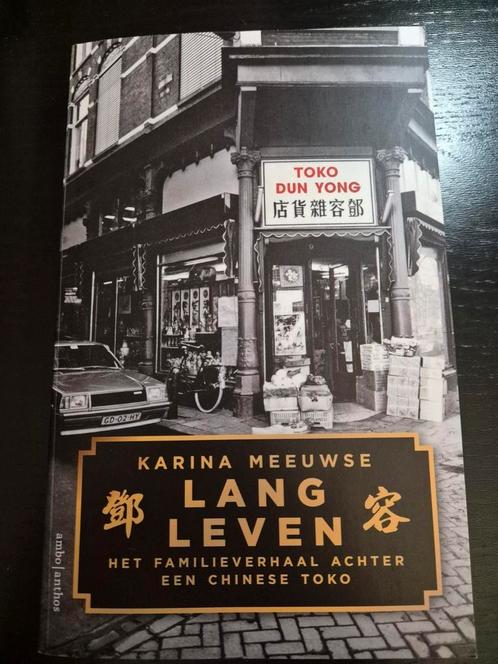 TOKO
DUN YONG
店貨雜容鄧
GD-02-HY
KARINA MEEUWSE
鄧 LANG 容
LEVEN
HET FAMILIEVERHAAL ACHTER
EEN CHINESE TOKO
ambo|anthos